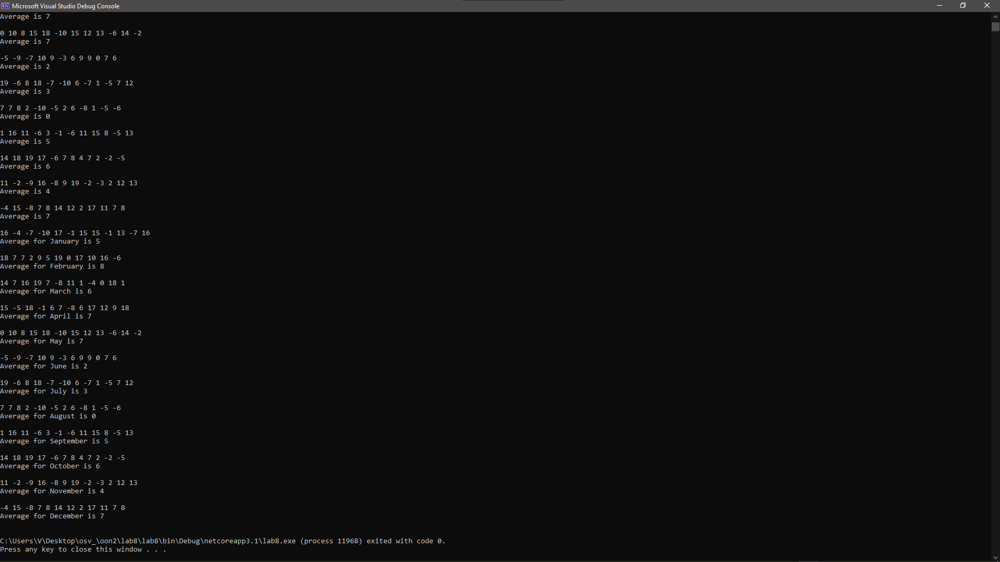 Microsoft Visual Studio Debug Console
Average is 7
0 10 8 15 18 -10 15 12 13 -6 14 -2
Average is 7
-5 -9 -7 10 9 -3 6 9 9 0 7 6
Average is 2
19 -6 8 18 -7 -10 6 -7 1 -5 7 12
Average is 3
7 7 8 2 -10 -5 2 6 -8 1 -5 -6
Average is 0
1 16 11 -6 3 -1 -6 11 15 8 -5 13
Average is 5
14 18 19 17 -6 7 8 4 7 2 -2 -5
Average is 6
11 -2 -9 16 -8 9 19 -2 -3 2 12 13
Average is 4
-4 15 -8 7 8 14 12 2 17 11 7 8
Average is 7
16 -4 -7 -10 17 -1 15 15 -1 13 -7 16
Average for January is 5
18 7 7 2 9 5 19 0 17 10 16 -6
Average for February is 8
14 7 16 19 7 -8 11 1 -4 0 18 1
Average for March is 6
15 -5 18 -1 6 7 -8 6 17 12 9 18
Average for April is 7
0 10 8 15 18 -10 15 12 13 -6 14 -2
Average for May is 7
-5 -9 -7 10 9 -3 6 9 9 0 7 6
Average for June is 2
19 -6 8 18 -7 -10 6 -7 1 -5 7 12
Average for July is 3
7 7 8 2 -10 -5 2 6 -8 1 -5 -6
Average for August is 0
1 16 11 -6 3 -1 -6 11 15 8 -5 13
Average for September is 5
14 18 19 17 -6 7 8 4 7 2 -2 -5
Average for October is 6
11 -2 -9 16 -8 9 19 -2 -3 2 12 13
Average for November is 4
-4 15 -8 7 8 14 12 2 17 11 7 8
Average for December is 7
C:\Users\V\Desktop\osv_\ооп2\lab8\lab8\bin\Debug\netcoreapp3.1\lab8.exe (process 11968) exited with code 0.
Press any key to close this window . . .